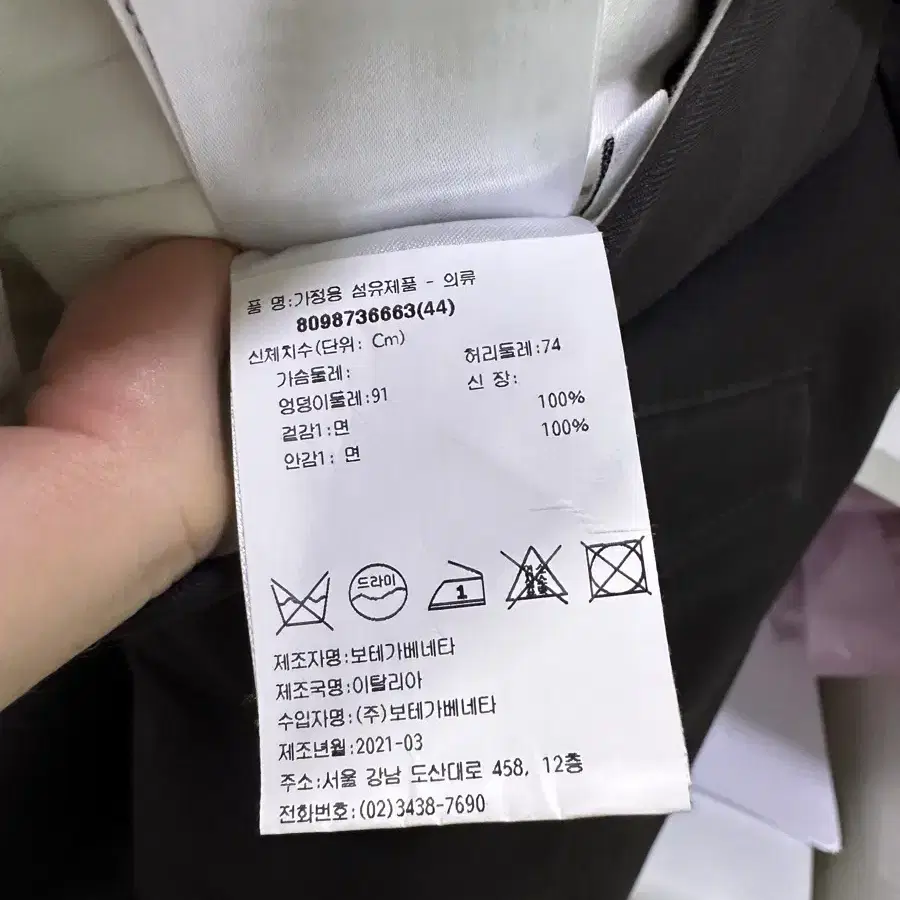 품 명:가정용 섬유제품 - 의류
8098736663(44)
신체치수(단위: Cm)
가슴둘레: 허리둘레:74
엉덩이둘레:91 신 장:
겉감1:면 100%
안감1: 면 100%
드라이 1 염소 표백
제조자명:보테가베네타
제조국명:이탈리아
수입자명:(주)보테가베네타
제조년월:2021-03
주소:서울 강남 도산대로 458, 12층
전화번호:(02)3438-7690